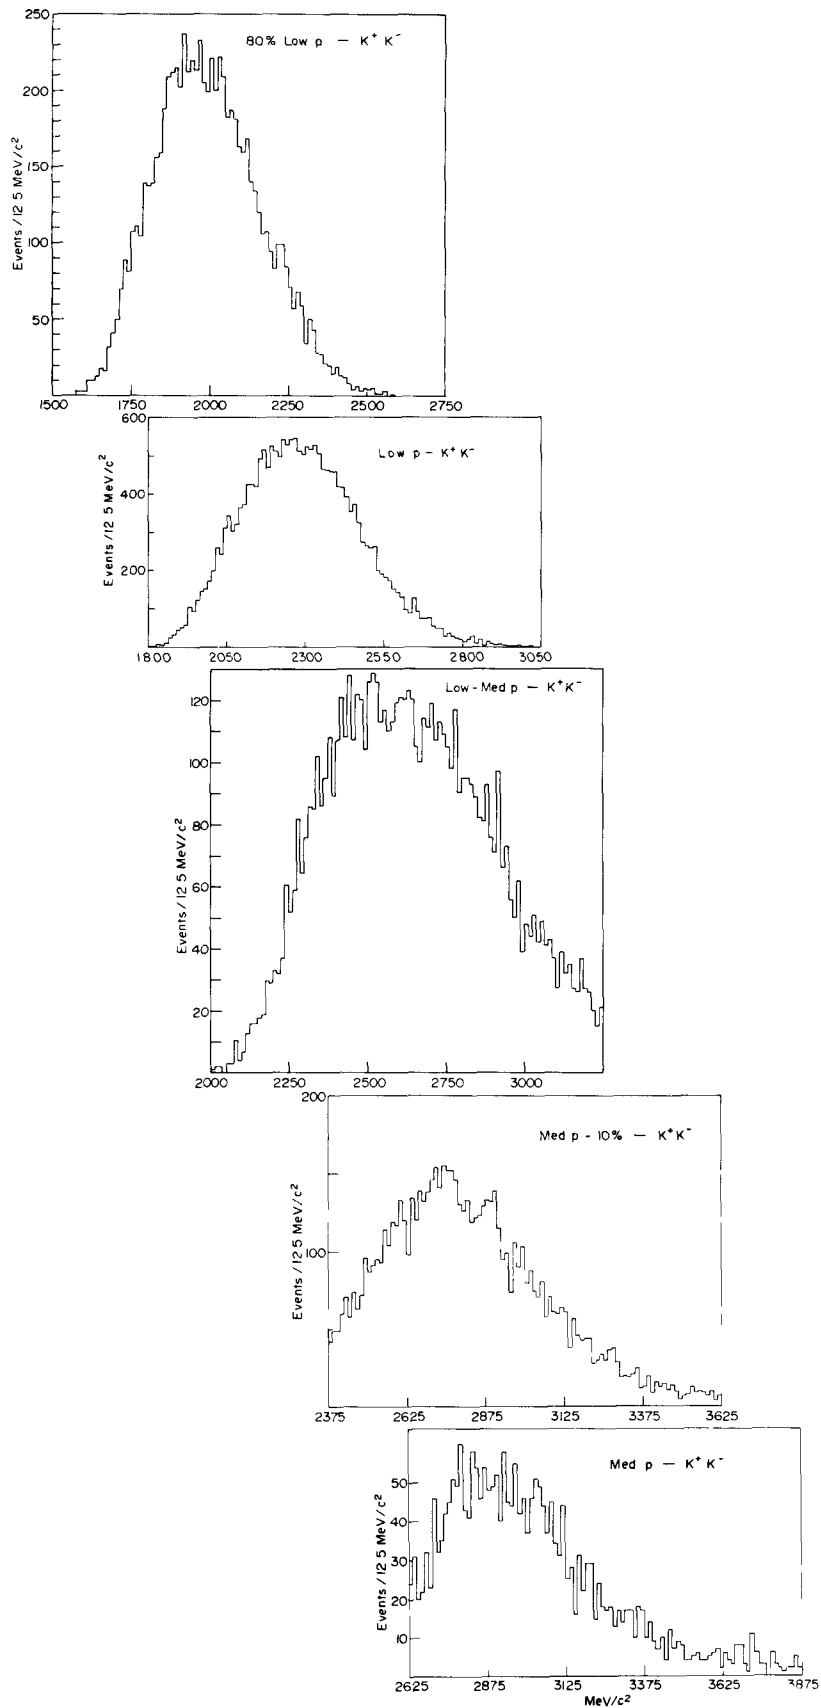 80% Low p — K⁺ K⁻
Events / 12 5 MeV/c²
250
200
150
100
50
1500 1750 2000 2250 2500 2750
Low p – K⁺ K⁻
Events /12 5 MeV/c²
600
400
200
1800 2050 2300 2550 2800 3050
Low-Med p — K⁺K⁻
Events / 12 5 MeV/c²
120
100
80
60
40
20
2000 2250 2500 2750 3000
Med p - 10% — K⁺K⁻
Events / 12 5 MeV/c²
200
100
2375 2625 2875 3125 3375 3625
Med p — K⁺ K⁻
Events / 12 5 MeV/c²
50
40
30
20
10
2625 2875 3125 3375 3625 3875
MeV/c²